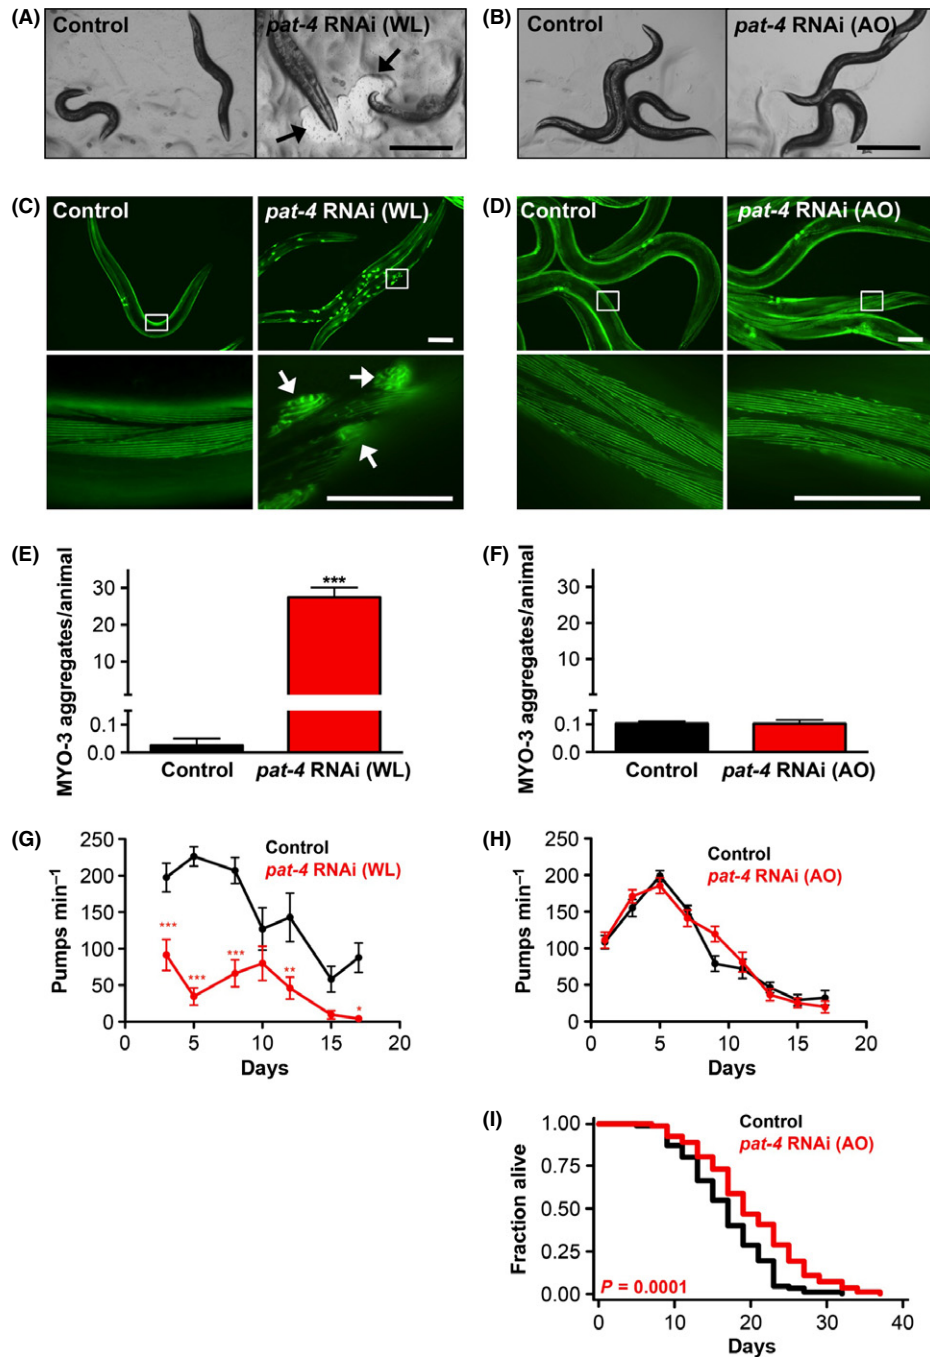 (A)
Control
pat-4 RNAi (WL)
(B)
Control
pat-4 RNAi (AO)
(C)
Control
pat-4 RNAi (WL)
(D)
Control
pat-4 RNAi (AO)
(E)
MYO-3 aggregates/animal
30
20
10
0.1
0.0
***
Control
pat-4 RNAi (WL)
(F)
MYO-3 aggregates/animal
30
20
10
0.1
0.0
Control
pat-4 RNAi (AO)
(G)
Pumps min⁻¹
250
200
150
100
50
0
Control
pat-4 RNAi (WL)
***
***
***
**
*
0 5 10 15 20
Days
(H)
Pumps min⁻¹
250
200
150
100
50
0
Control
pat-4 RNAi (AO)
0 5 10 15 20
Days
(I)
Fraction alive
1.00
0.75
0.50
0.25
0.00
Control
pat-4 RNAi (AO)
P = 0.0001
0 10 20 30 40
Days